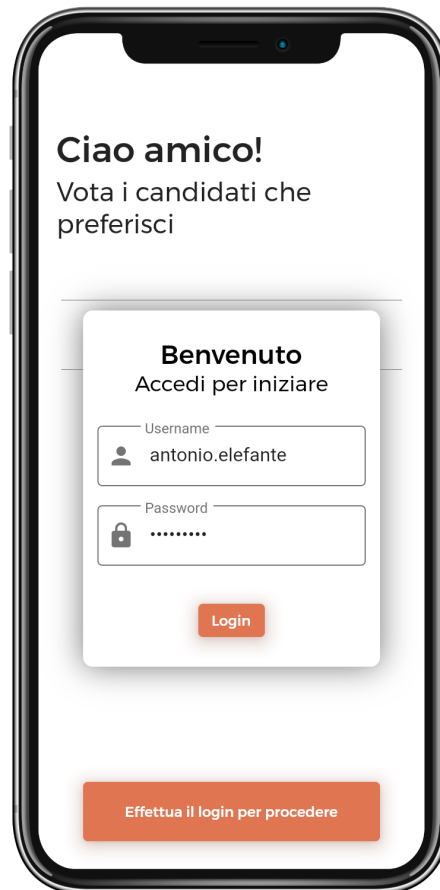 Ciao amico!
Vota i candidati che
preferisci
Benvenuto
Accedi per iniziare
Username
antonio.elefante
Password
•••••••••
Login
Effettua il login per procedere